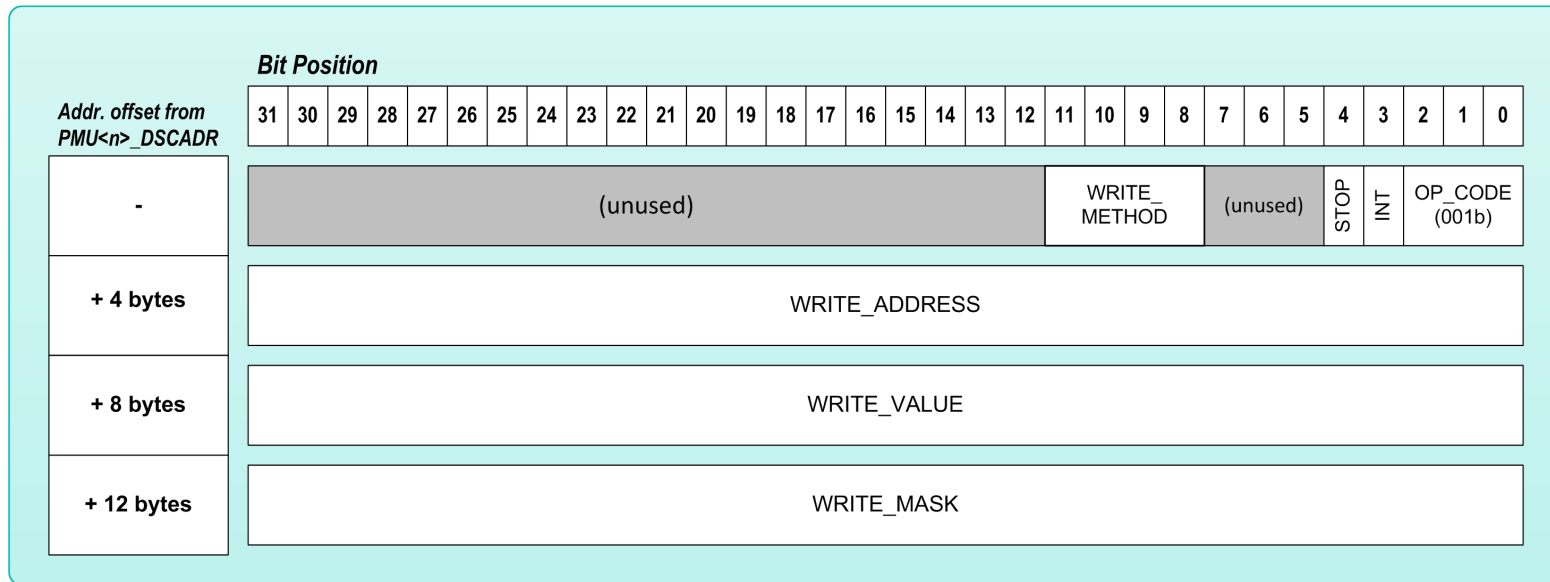 Bit Position
Addr. offset from
PMU<n>_DSCADR
31 30 29 28 27 26 25 24 23 22 21 20 19 18 17 16 15 14 13 12 11 10 9 8 7 6 5 4 3 2 1 0
-
(unused)
WRITE_
METHOD
(unused)
STOP
INT
OP_CODE
(001b)
+ 4 bytes
WRITE_ADDRESS
+ 8 bytes
WRITE_VALUE
+ 12 bytes
WRITE_MASK